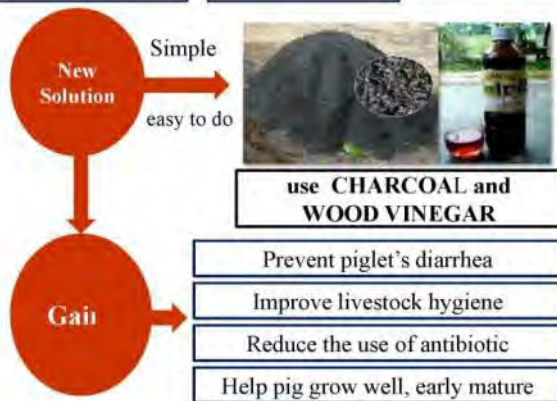 New
Solution
Simple
easy to do
use CHARCOAL and
WOOD VINEGAR
Gain
Prevent piglet's diarrhea
Improve livestock hygiene
Reduce the use of antibiotic
Help pig grow well, early mature